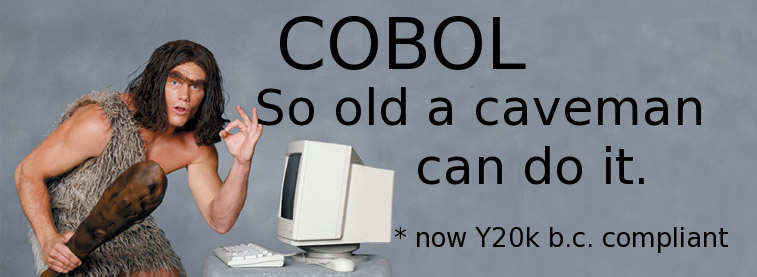 COBOL
So old a caveman
can do it.
* now Y20k b.c. compliant